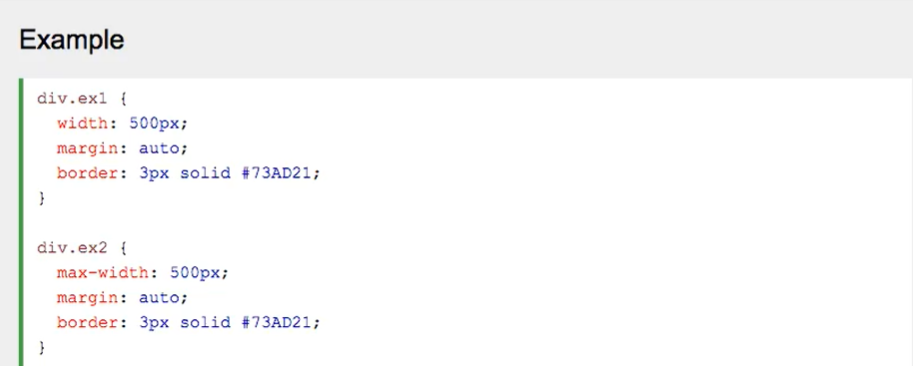 Example
div.ex1 {
  width: 500px;
  margin: auto;
  border: 3px solid #73AD21;
}
div.ex2 {
  max-width: 500px;
  margin: auto;
  border: 3px solid #73AD21;
}